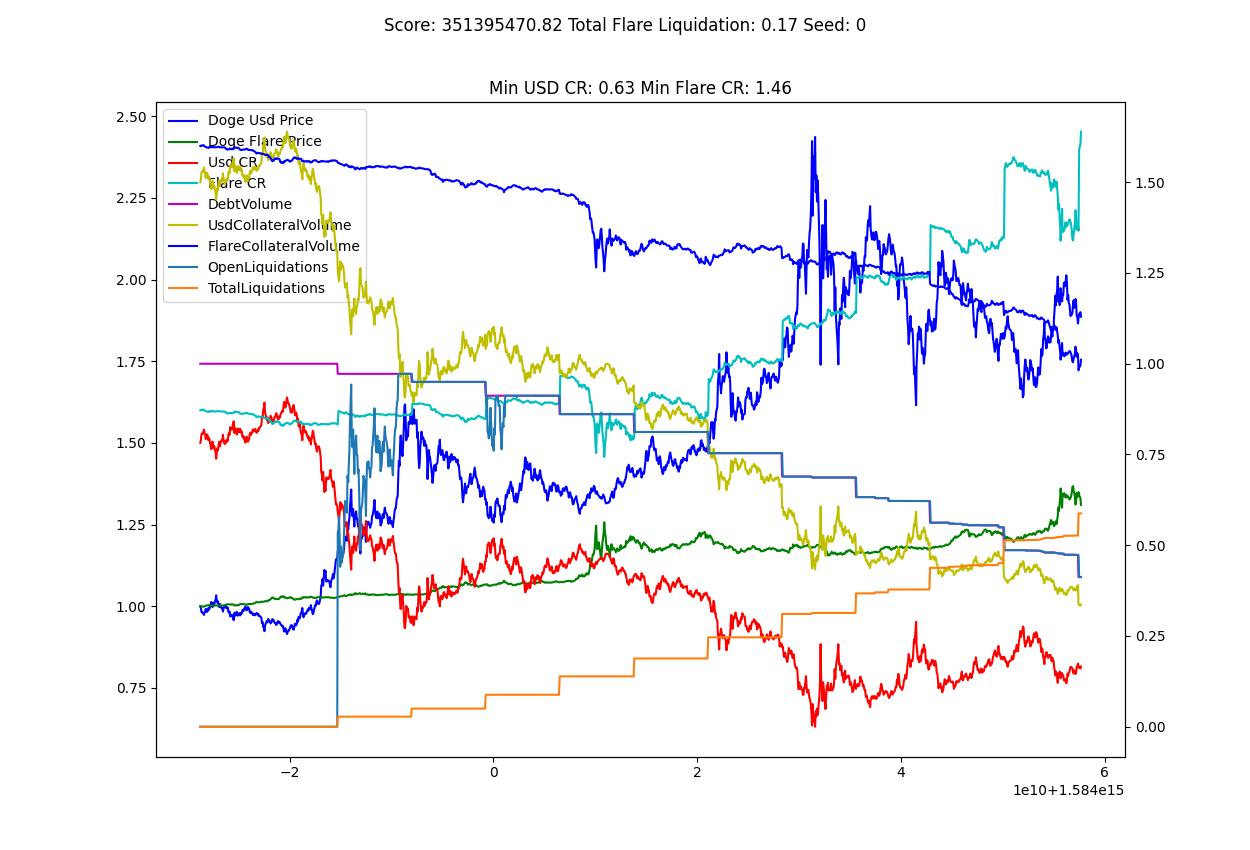 Score: 351395470.82 Total Flare Liquidation: 0.17 Seed: 0
Min USD CR: 0.63 Min Flare CR: 1.46
Doge Usd Price
Doge Flare Price
Usd CR
Flare CR
DebtVolume
UsdCollateralVolume
FlareCollateralVolume
OpenLiquidations
TotalLiquidations
2.50
2.25
2.00
1.75
1.50
1.25
1.00
0.75
1.50
1.25
1.00
0.75
0.50
0.25
0.00
−2
0
2
4
6
1e10+1.584e15